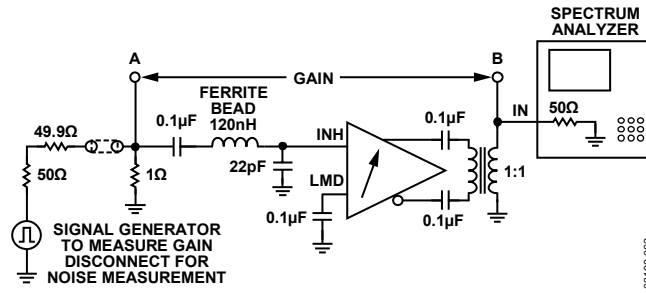 SPECTRUM
ANALYZER
A
B
GAIN
FERRITE
BEAD
120nH
0.1µF
49.9Ω
50Ω
1Ω
22pF
INH
LMD
0.1µF
0.1µF
0.1µF
1:1
IN
50Ω
SIGNAL GENERATOR
TO MEASURE GAIN
DISCONNECT FOR
NOISE MEASUREMENT